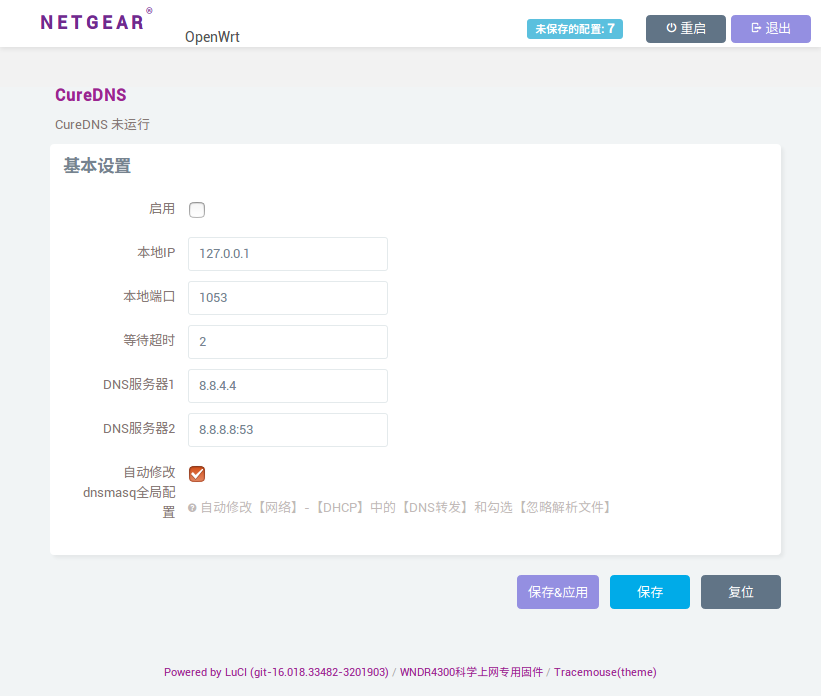 NETGEAR®
OpenWrt
未保存的配置: 7
重启
退出
CureDNS
CureDNS 未运行
基本设置
启用
本地IP
127.0.0.1
本地端口
1053
等待超时
2
DNS服务器1
8.8.4.4
DNS服务器2
8.8.8.8:53
自动修改
dnsmasq全局配
置
自动修改【网络】-【DHCP】中的【DNS转发】和勾选【忽略解析文件】
保存&应用
保存
复位
Powered by LuCI (git-16.018.33482-3201903) / WNDR4300科学上网专用固件 / Tracemouse(theme)